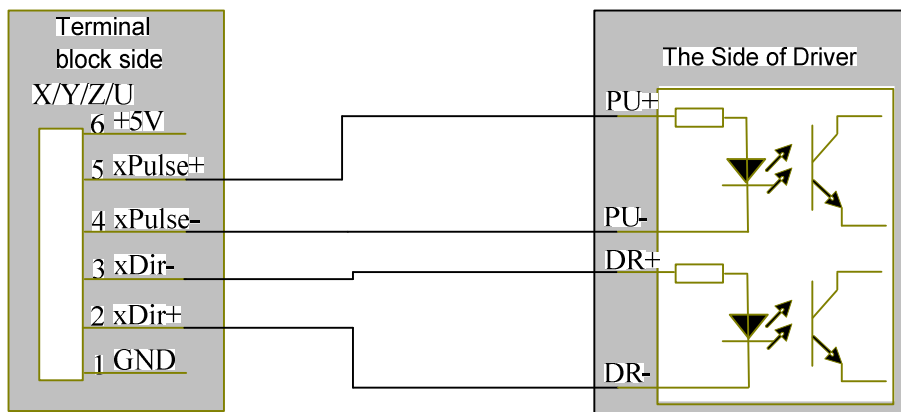 Terminal
block side
X/Y/Z/U
6 +5V
5 xPulse+
4 xPulse-
3 xDir-
2 xDir+
1 GND
The Side of Driver
PU+
PU-
DR+
DR-